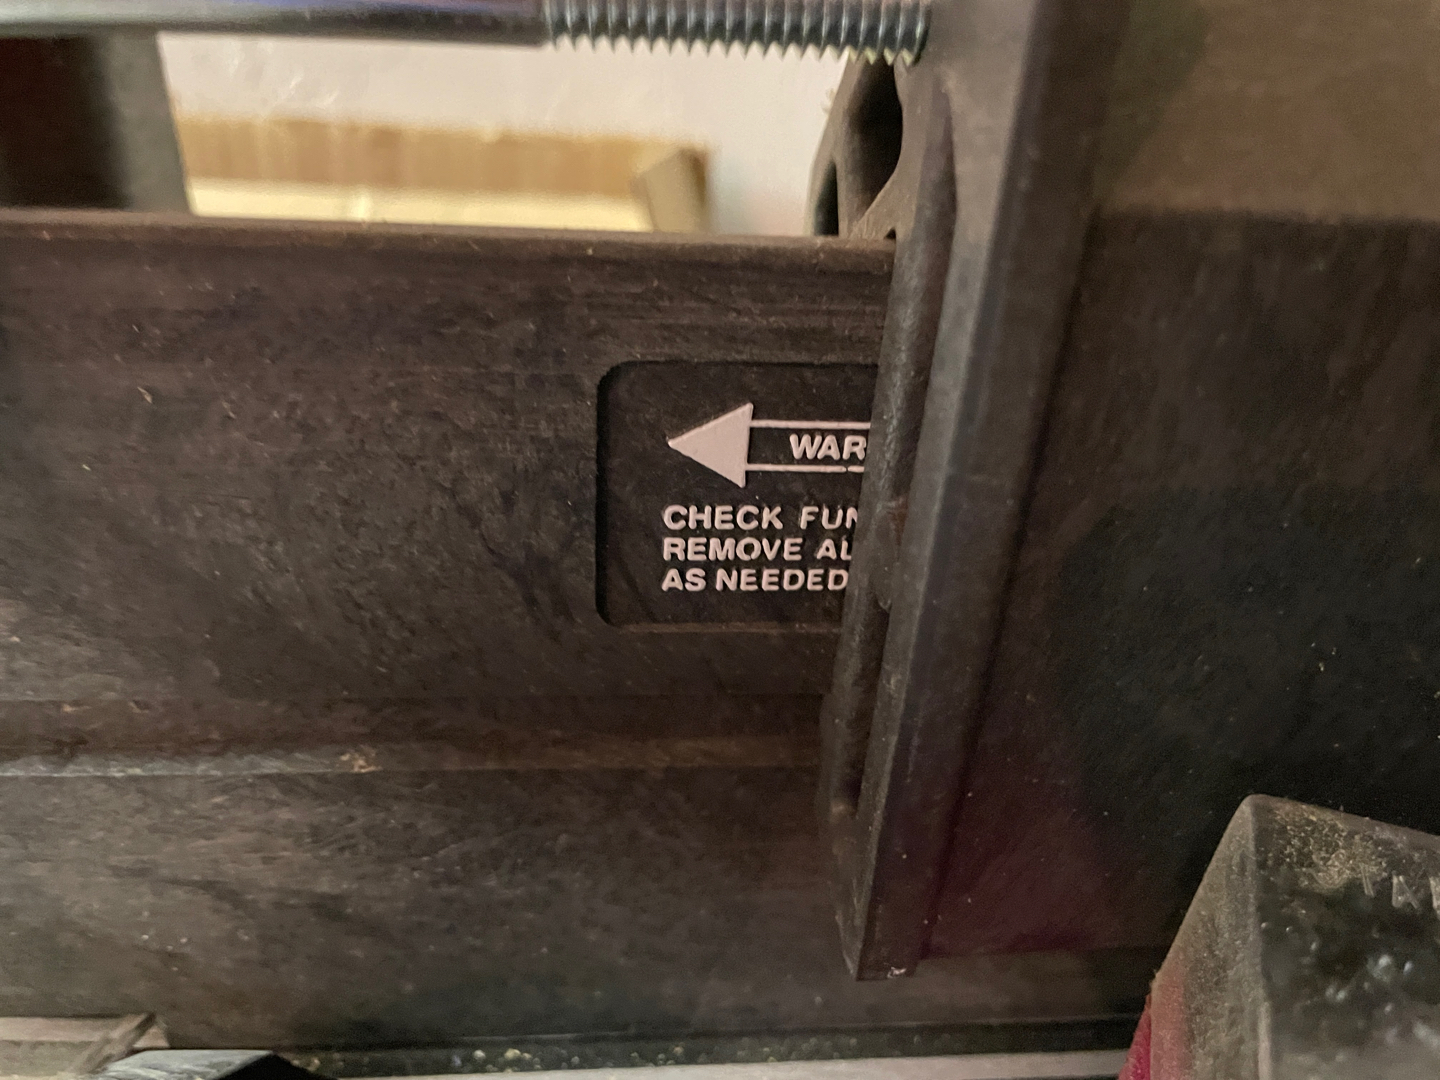 WAR
CHECK FUN
REMOVE AL
AS NEEDED